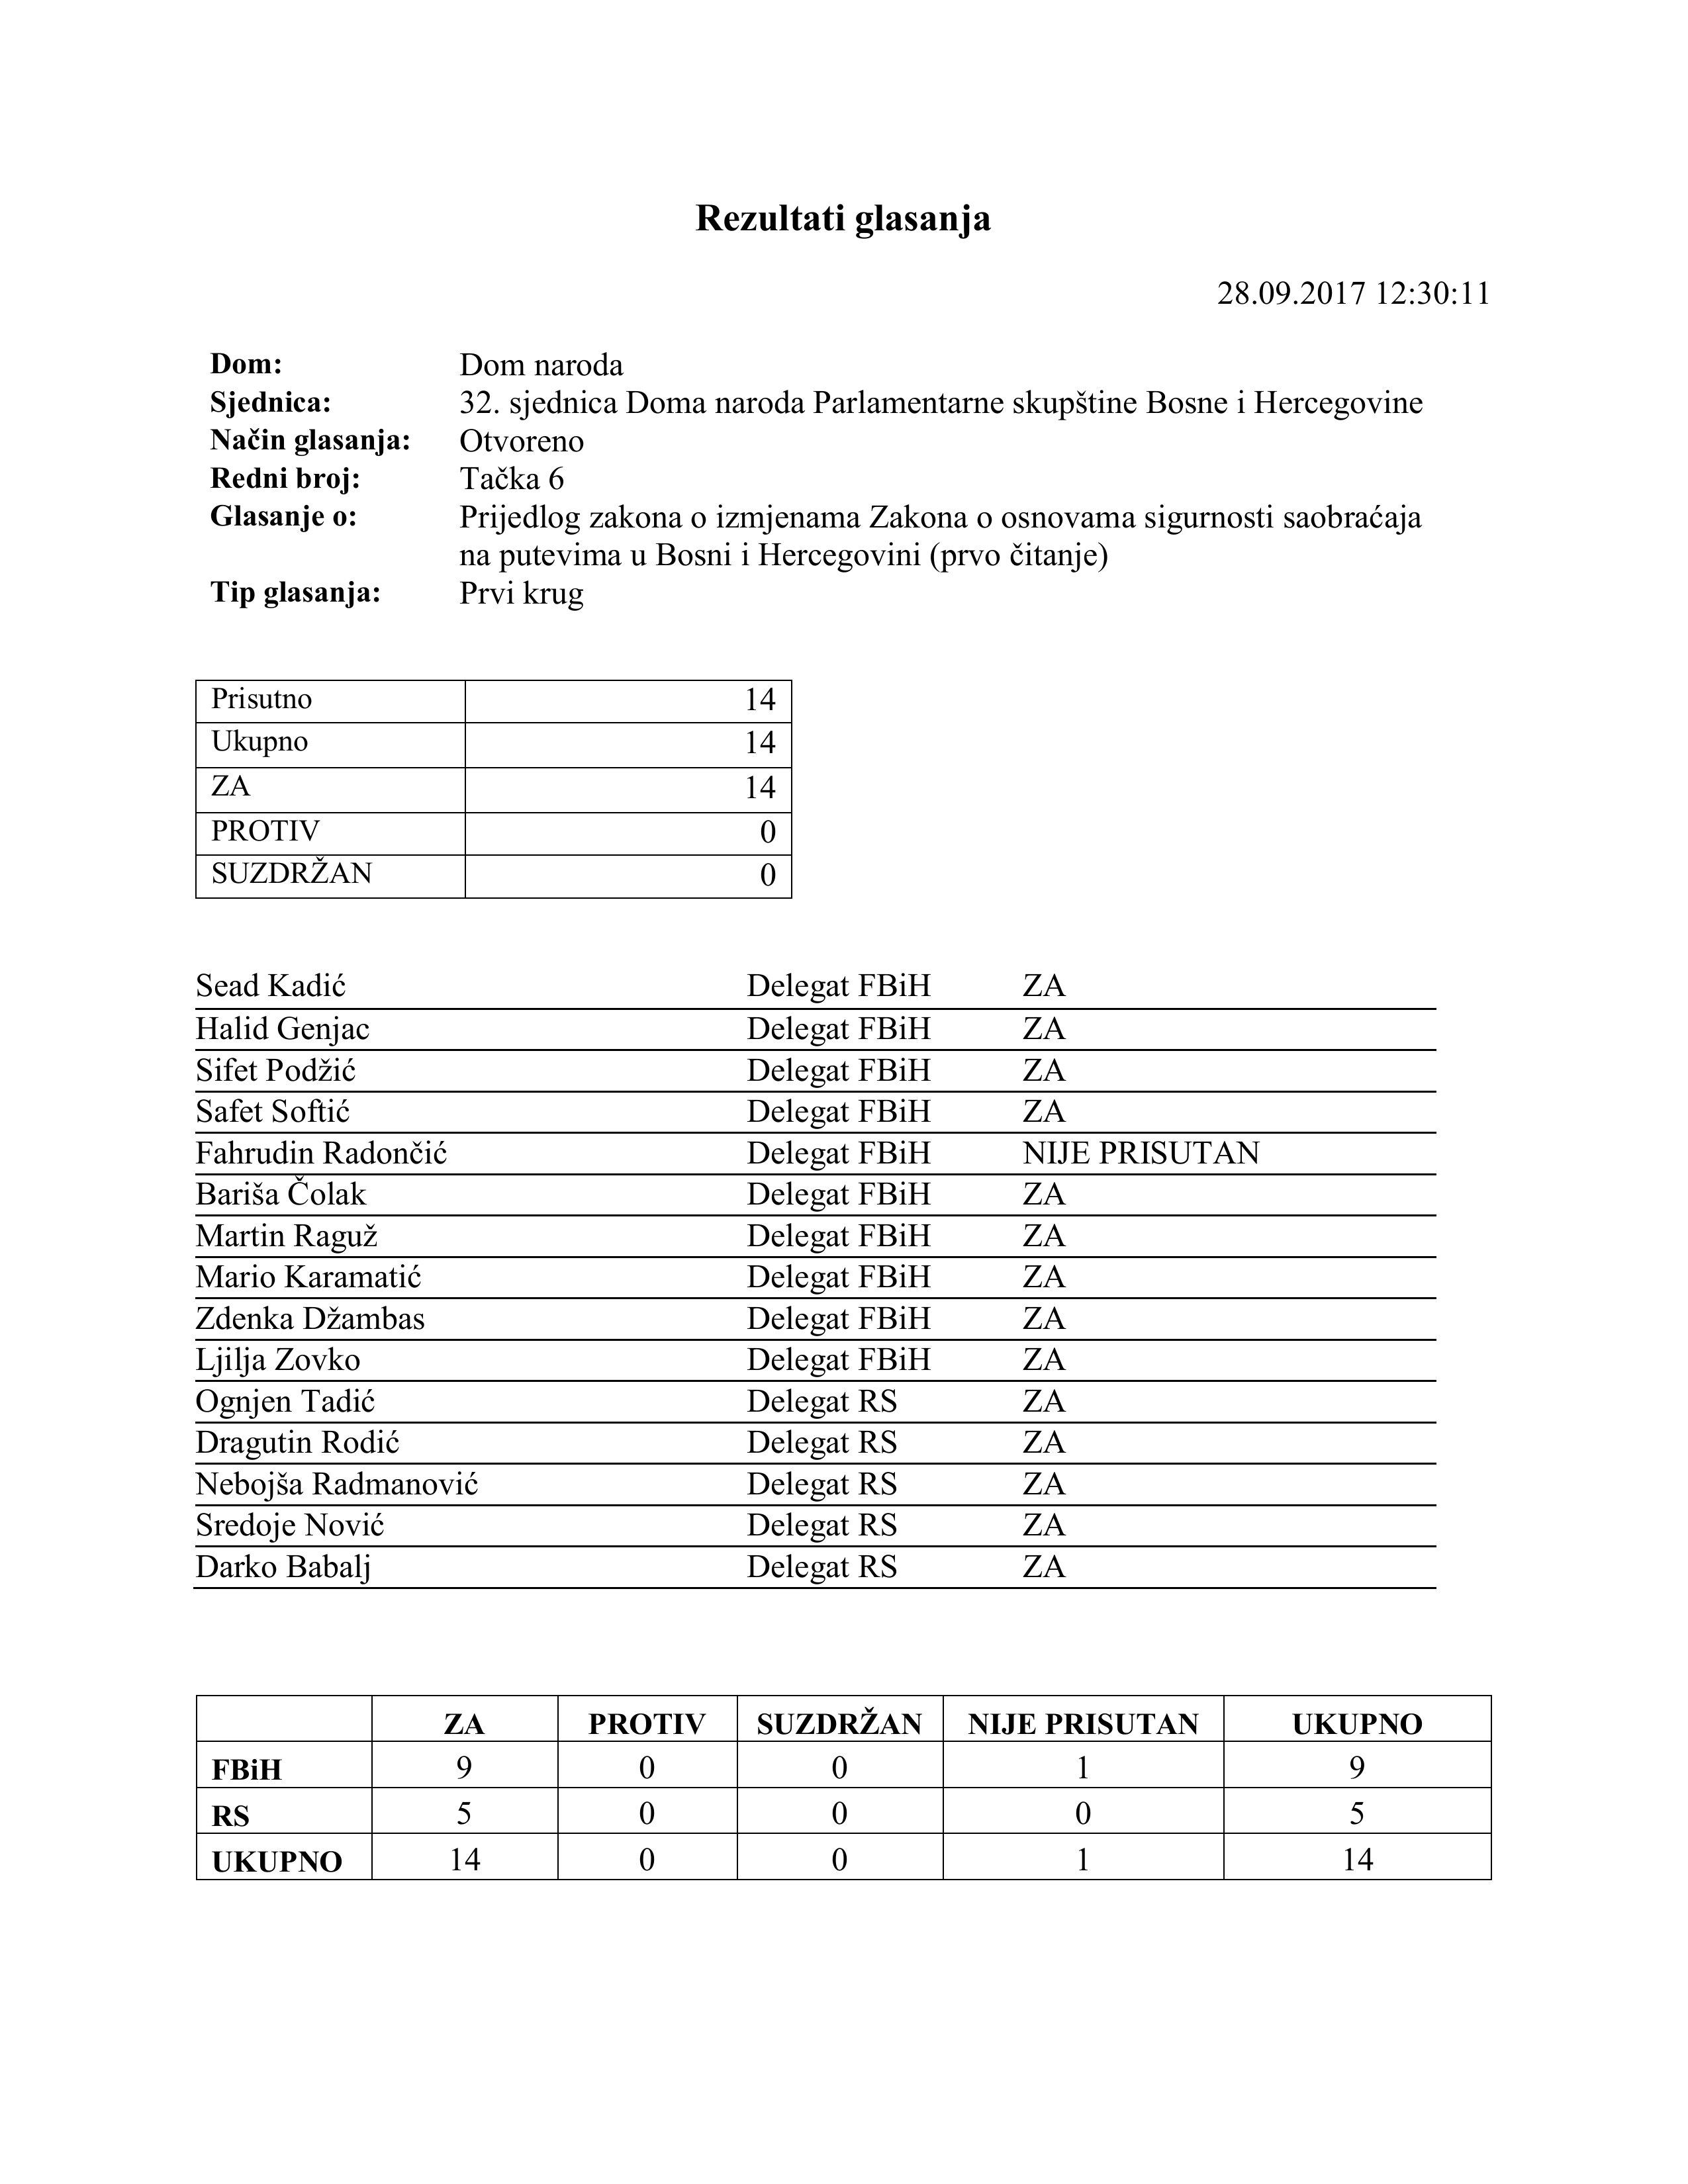 Rezultati glasanja
28.09.2017 12:30:11
Dom: Dom naroda
Sjednica: 32. sjednica Doma naroda Parlamentarne skupštine Bosne i Hercegovine
Način glasanja: Otvoreno
Redni broj: Tačka 6
Glasanje o: Prijedlog zakona o izmjenama Zakona o osnovama sigurnosti saobraćaja
na putevima u Bosni i Hercegovini (prvo čitanje)
Tip glasanja: Prvi krug
Prisutno 14
Ukupno 14
ZA 14
PROTIV 0
SUZDRŽAN 0
Sead Kadić Delegat FBiH ZA
Halid Genjac Delegat FBiH ZA
Sifet Podžić Delegat FBiH ZA
Safet Softić Delegat FBiH ZA
Fahrudin Radončić Delegat FBiH NIJE PRISUTAN
Bariša Čolak Delegat FBiH ZA
Martin Raguž Delegat FBiH ZA
Mario Karamatić Delegat FBiH ZA
Zdenka Džambas Delegat FBiH ZA
Ljilja Zovko Delegat FBiH ZA
Ognjen Tadić Delegat RS ZA
Dragutin Rodić Delegat RS ZA
Nebojša Radmanović Delegat RS ZA
Sredoje Nović Delegat RS ZA
Darko Babalj Delegat RS ZA
ZA PROTIV SUZDRŽAN NIJE PRISUTAN UKUPNO
FBiH 9 0 0 1 9
RS 5 0 0 0 5
UKUPNO 14 0 0 1 14